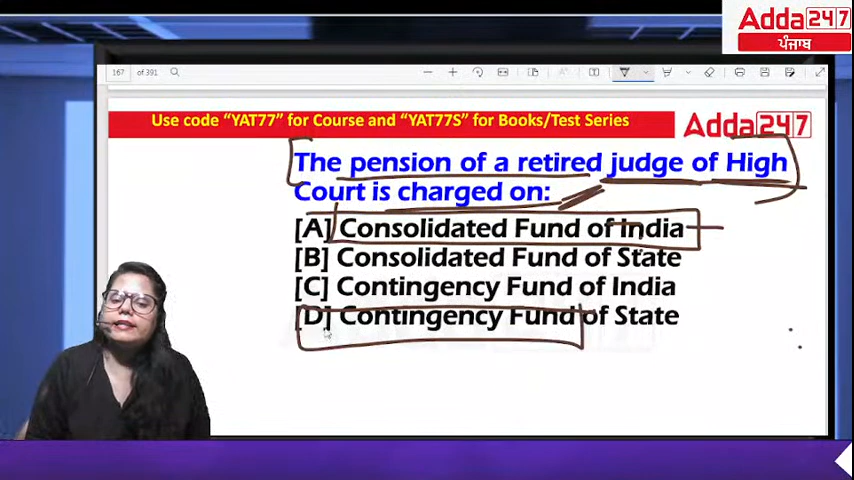 Adda247
ਪੰਜਾਬ
167 of 391
Use code “YAT77” for Course and “YAT77S” for Books/Test Series
Adda247
The pension of a retired judge of High
Court is charged on:
[A] Consolidated Fund of India
[B] Consolidated Fund of State
[C] Contingency Fund of India
[D] Contingency Fund of State